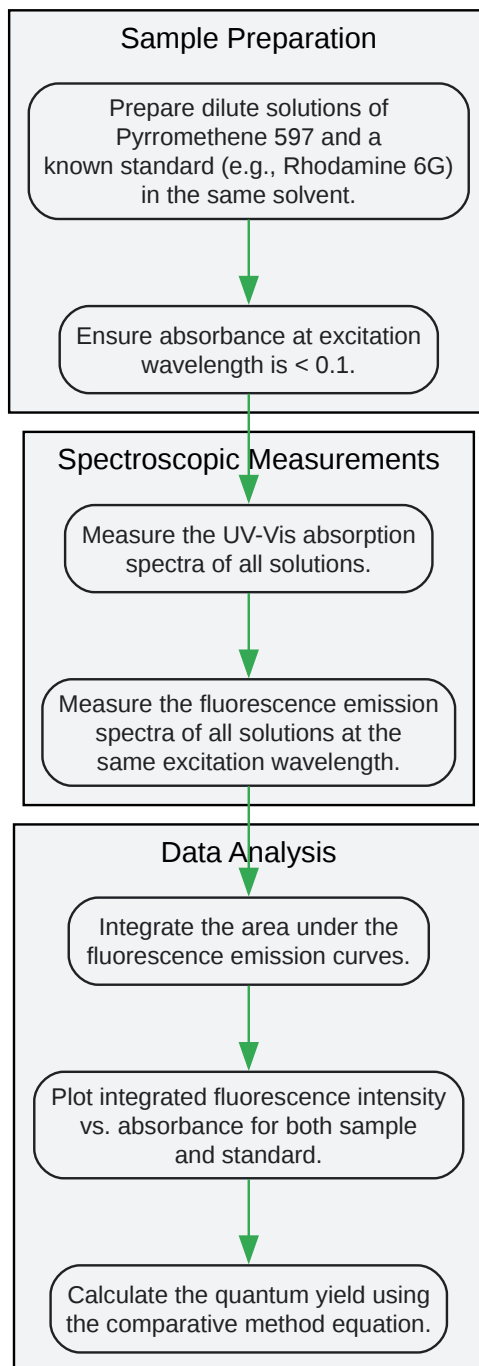 Sample Preparation
Prepare dilute solutions of
Pyrromethene 597 and a
known standard (e.g., Rhodamine 6G)
in the same solvent.
Ensure absorbance at excitation
wavelength is < 0.1.
Spectroscopic Measurements
Measure the UV-Vis absorption
spectra of all solutions.
Measure the fluorescence emission
spectra of all solutions at the
same excitation wavelength.
Data Analysis
Integrate the area under the
fluorescence emission curves.
Plot integrated fluorescence intensity
vs. absorbance for both sample
and standard.
Calculate the quantum yield using
the comparative method equation.